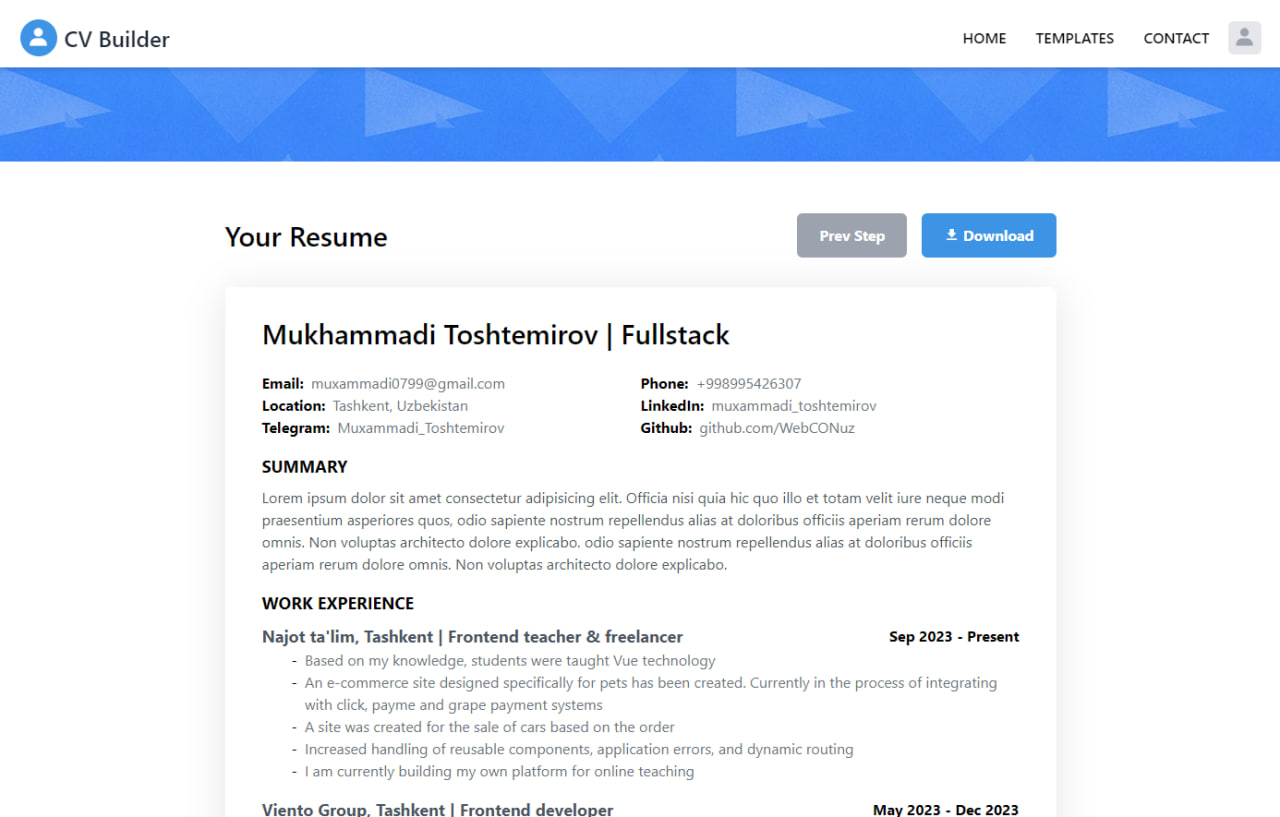 CV Builder
HOME TEMPLATES CONTACT
Your Resume
Prev Step
Download
Mukhammadi Toshtemirov | Fullstack
Email: muxammadi0799@gmail.com
Phone: +998995426307
Location: Tashkent, Uzbekistan
LinkedIn: muxammadi_toshtemirov
Telegram: Muxammadi_Toshtemirov
Github: github.com/WebCONuz
SUMMARY
Lorem ipsum dolor sit amet consectetur adipisicing elit. Officia nisi quia hic quo illo et totam velit iure neque modi
praesentium asperiores quos, odio sapiente nostrum repellendus alias at doloribus officiis aperiam rerum dolore
omnis. Non voluptas architecto dolore explicabo. odio sapiente nostrum repellendus alias at doloribus officiis
aperiam rerum dolore omnis. Non voluptas architecto dolore explicabo.
WORK EXPERIENCE
Najot ta'lim, Tashkent | Frontend teacher & freelancer
Sep 2023 - Present
- Based on my knowledge, students were taught Vue technology
- An e-commerce site designed specifically for pets has been created. Currently in the process of integrating
with click, payme and grape payment systems
- A site was created for the sale of cars based on the order
- Increased handling of reusable components, application errors, and dynamic routing
- I am currently building my own platform for online teaching
Viento Group, Tashkent | Frontend developer
May 2023 - Dec 2023